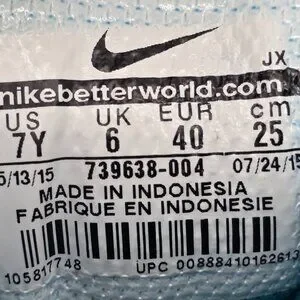 JX
nikebetterworld.com
US UK EUR cm
7Y 6 40 25
5/13/15 739638-004 07/24/15
MADE IN INDONESIA
FABRIQUE EN INDONESIE
105817748 UPC 00888410162613